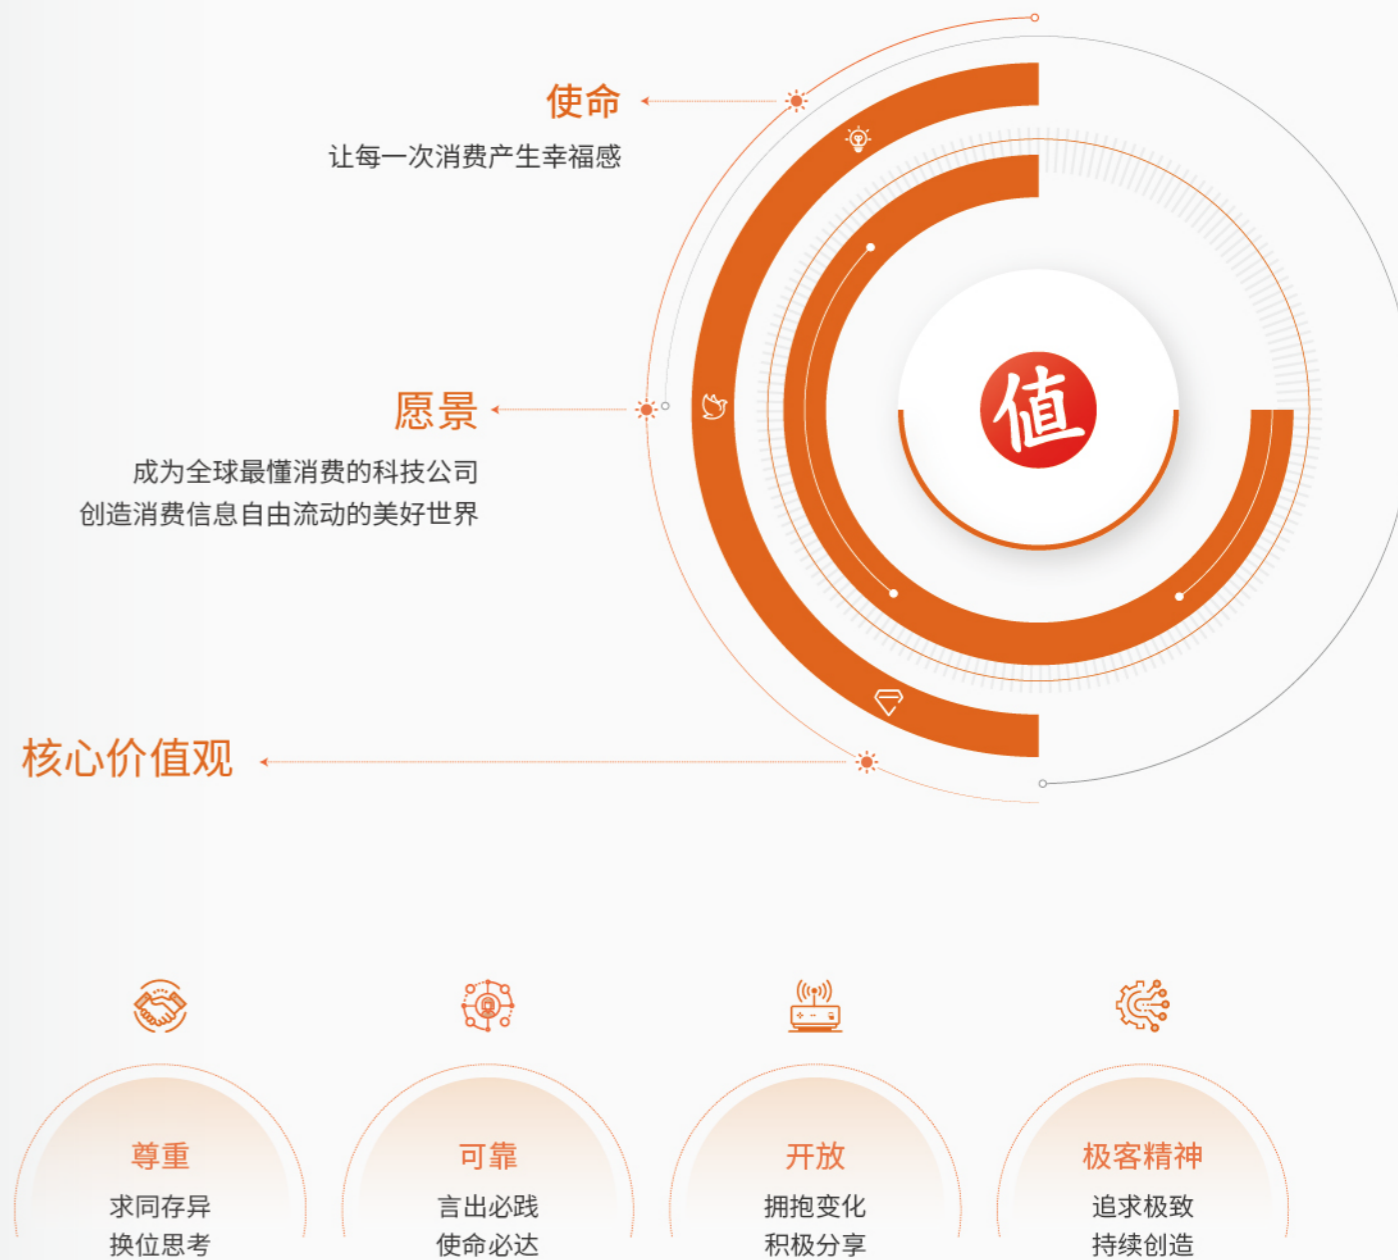 使命
让每一次消费产生幸福感
值
愿景
成为全球最懂消费的科技公司
创造消费信息自由流动的美好世界
核心价值观
尊重
求同存异
换位思考
可靠
言出必践
使命必达
开放
拥抱变化
积极分享
极客精神
追求极致
持续创造